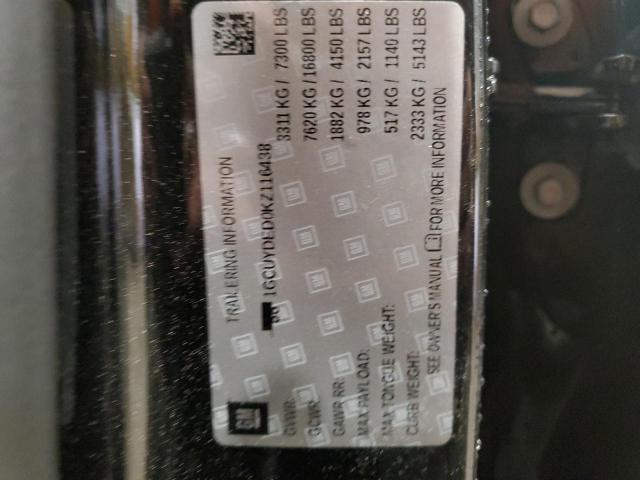 TRAILERING INFORMATION
1GCUYDED0KZ116438
GM
GVWR: 3311 KG / 7300 LBS
GCWR: 7620 KG / 16800 LBS
GAWR RR: 1882 KG / 4150 LBS
MAX PAYLOAD: 978 KG / 2157 LBS
MAX TONGUE WEIGHT: 517 KG / 1140 LBS
CURB WEIGHT: 2333 KG / 5143 LBS
SEE OWNER'S MANUAL FOR MORE INFORMATION